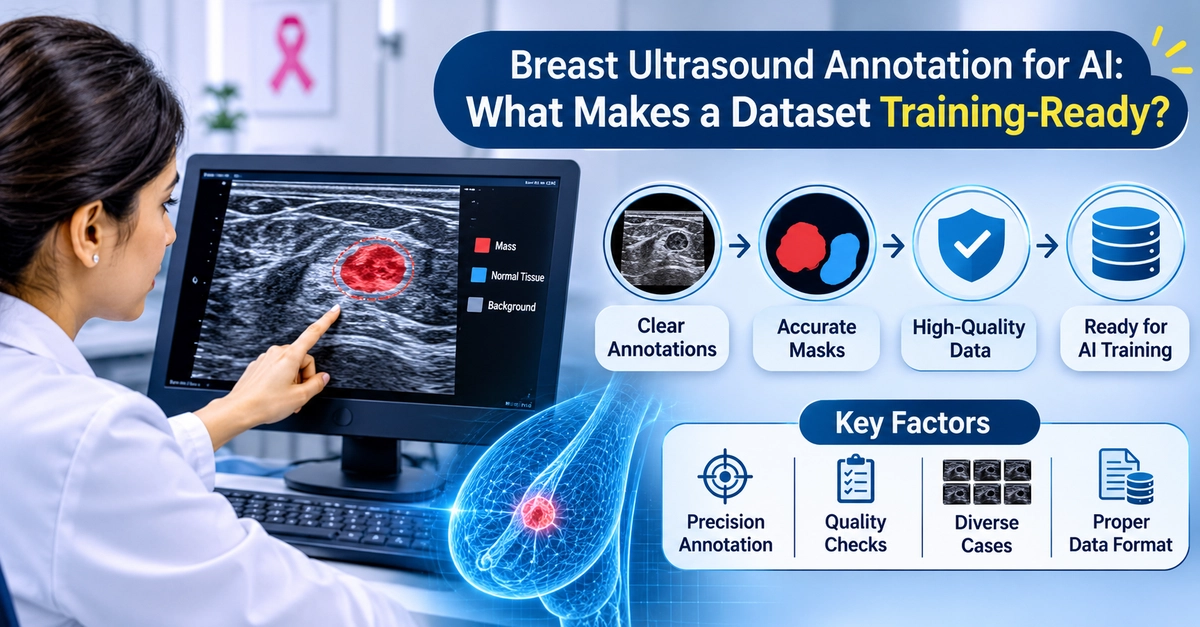 Breast Ultrasound Annotation for AI:
What Makes a Dataset Training-Ready?
Mass
Normal Tissue
Background
Clear
Annotations
Accurate
Masks
High-Quality
Data
Ready for
AI Training
Key Factors
Precision
Annotation
Quality
Checks
Diverse
Cases
Proper
Data Format